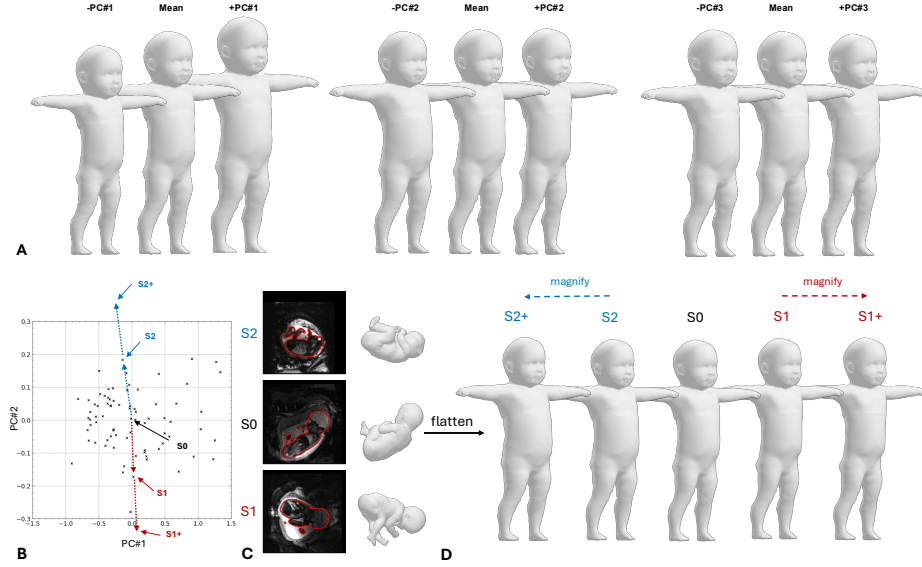 -PC#1 Mean +PC#1 -PC#2 Mean +PC#2 -PC#3 Mean +PC#3
A
S2+
S2
S0
S1
S1+
0.3
0.2
0.1
0.0
−0.1
−0.2
−0.3
−1.5 −1.0 −0.5 0.0 0.5 1.0 1.5
PC#2
PC#1
B
S2
S0
S1
C
flatten
magnify magnify
S2+ S2 S0 S1 S1+
D